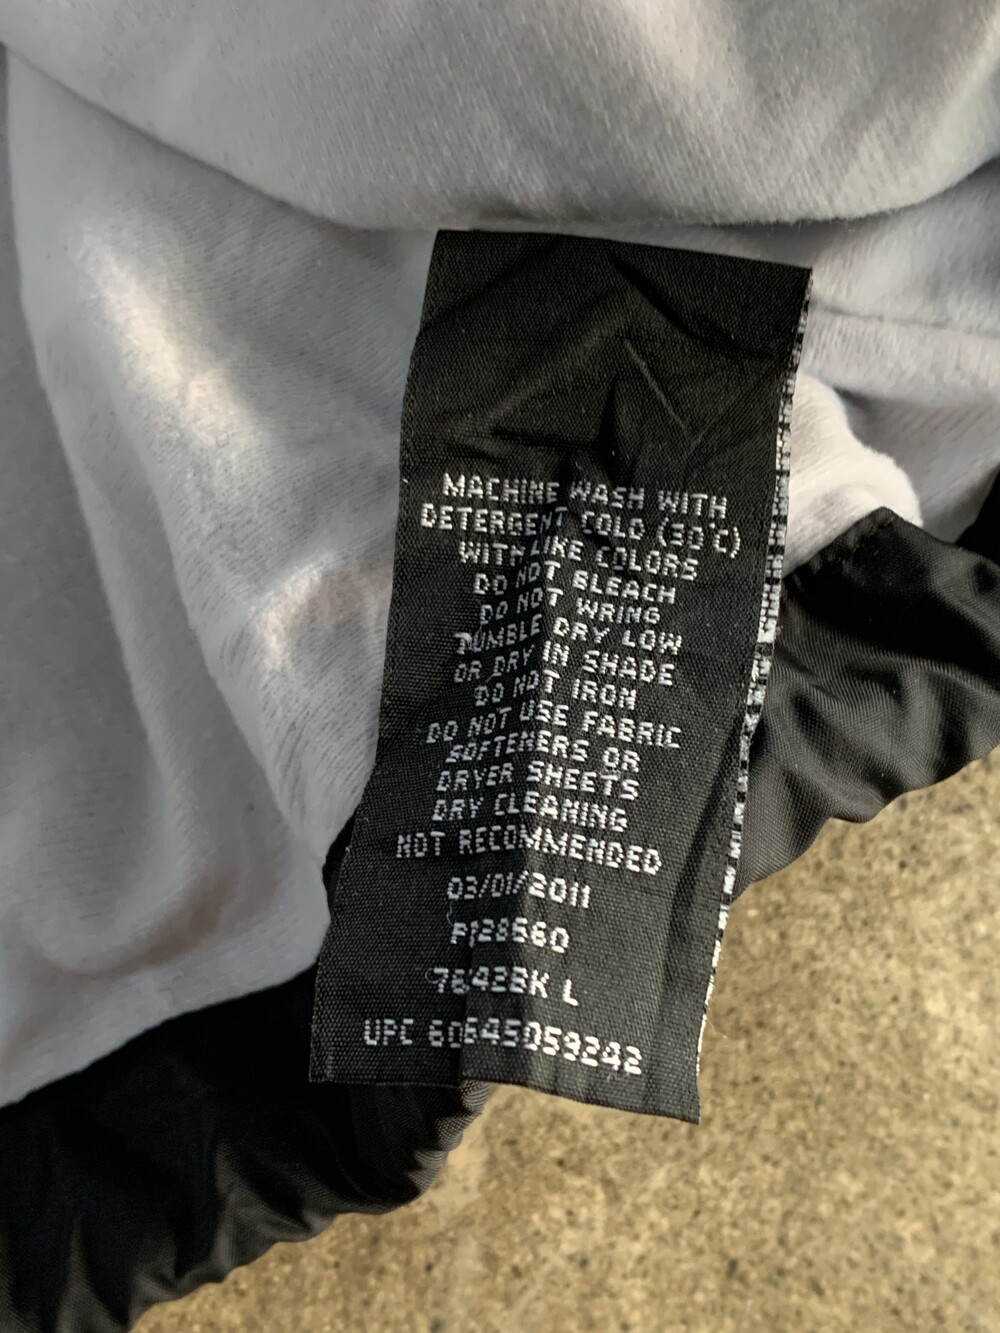 MACHINE WASH WITH
DETERGENT COLD (30°C)
WITH LIKE COLORS
DO NOT BLEACH
DO NOT WRING
TUMBLE DRY LOW
OR DRY IN SHADE
DO NOT IRON
DO NOT USE FABRIC
SOFTENERS OR
DRYER SHEETS
DRY CLEANING
NOT RECOMMENDED
03/01/2011
P128560
76428K L
UPC 60645059242